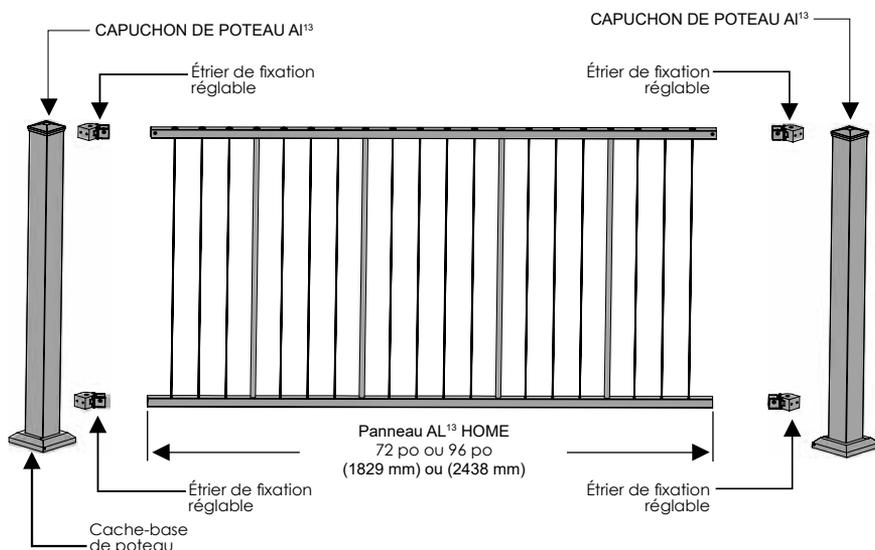 CAPUCHON DE POTEAU Al¹³
CAPUCHON DE POTEAU Al¹³
Étrier de fixation
réglable
Étrier de fixation
réglable
Panneau AL¹³ HOME
72 po ou 96 po
(1829 mm) ou (2438 mm)
Étrier de fixation
réglable
Étrier de fixation
réglable
Cache-base
de poteau